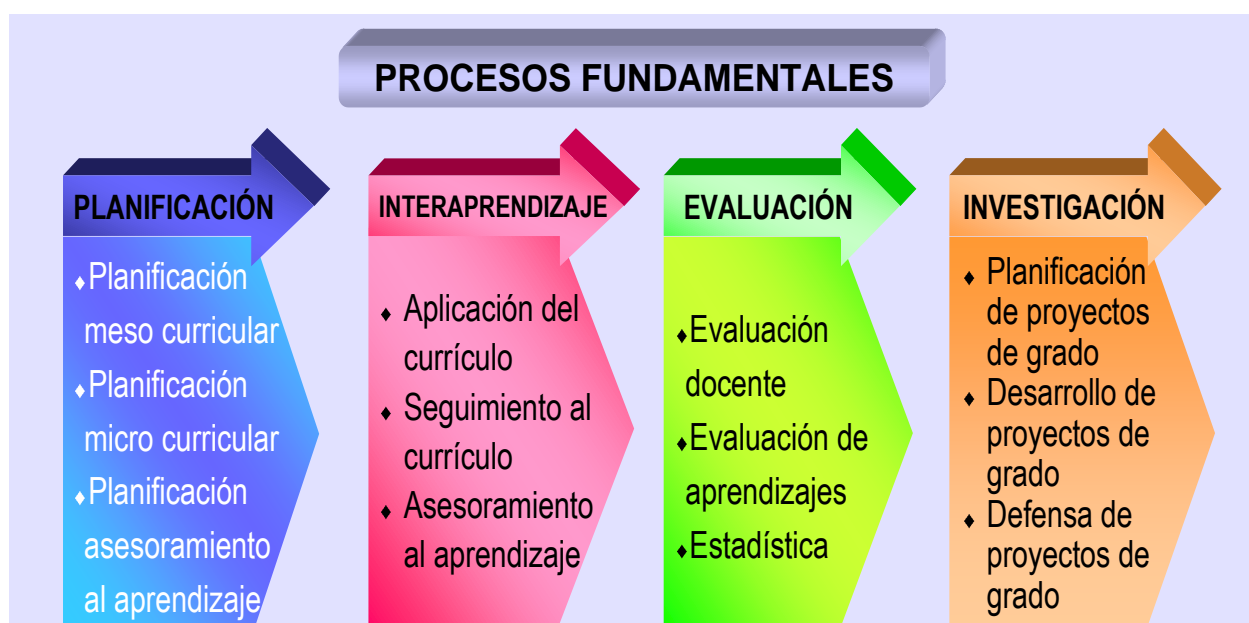 PROCESOS FUNDAMENTALES
PLANIFICACIÓN
♦Planificación
meso curricular
♦Planificación
micro curricular
♦Planificación
asesoramiento
al aprendizaje
INTERAPRENDIZAJE
♦ Aplicación del
currículo
♦ Seguimiento al
currículo
♦ Asesoramiento
al aprendizaje
EVALUACIÓN
♦Evaluación
docente
♦Evaluación de
aprendizajes
♦Estadística
INVESTIGACIÓN
♦ Planificación
de proyectos
de grado
♦ Desarrollo de
proyectos de
grado
♦ Defensa de
proyectos de
grado